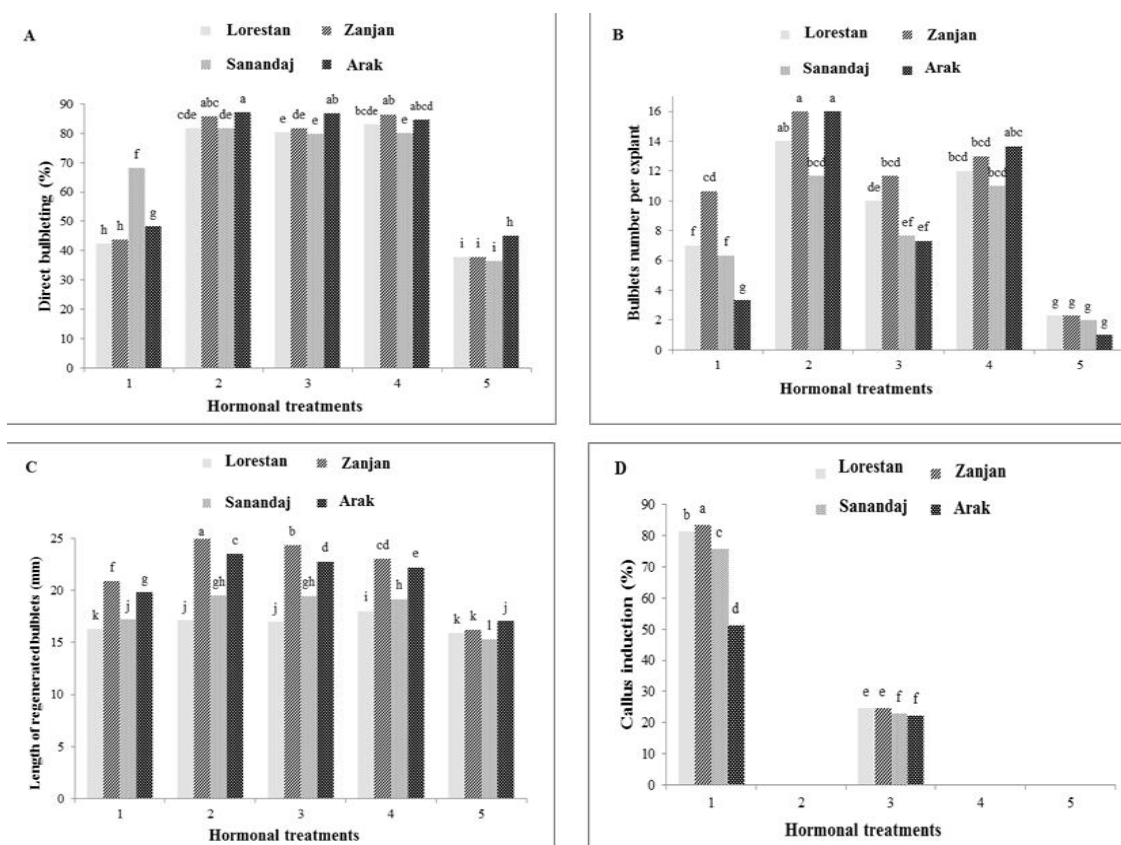 A
Lorestan Zanjan
Sanandaj Arak
Direct bulbleting (%)
90
80
70
60
50
40
30
20
10
0
h h f g
cde abc de a
e de e ab
bcde ab e abcd
i i i h
1 2 3 4 5
Hormonal treatments
B
Lorestan Zanjan
Sanandaj Arak
Bulblets number per explant
16
14
12
10
8
6
4
2
0
f cd f g
ab a bcd a
de bcd ef ef
bcd bcd bcd abc
g g g g
1 2 3 4 5
Hormonal treatments
C
Lorestan Zanjan
Sanandaj Arak
Length of regenerated bulblets (mm)
25
20
15
10
5
0
k f j g
j a gh c
j b gh d
i cd h e
k k l j
1 2 3 4 5
Hormonal treatments
D
Lorestan Zanjan
Sanandaj Arak
Callus induction (%)
90
80
70
60
50
40
30
20
10
0
b a c d
e e f f
1 2 3 4 5
Hormonal treatments